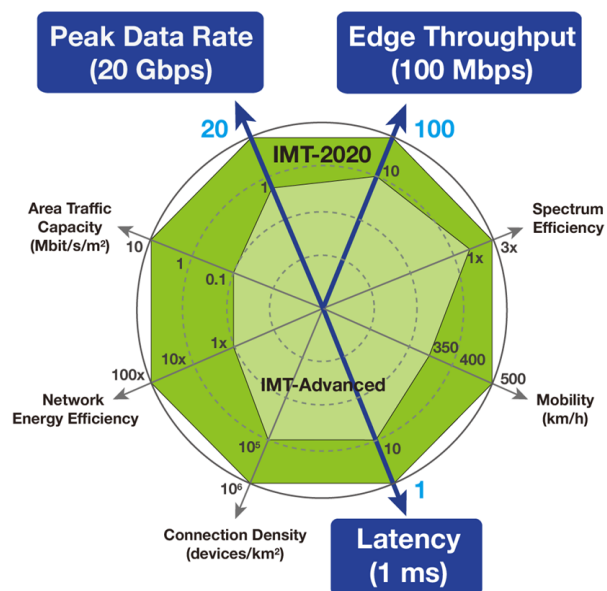 Peak Data Rate
(20 Gbps)
Edge Throughput
(100 Mbps)
20
100
IMT-2020
1
10
Area Traffic
Capacity
(Mbit/s/m²)
10
1
0.1
Spectrum
Efficiency
3x
1x
100x
10x
1x
Network
Energy Efficiency
350
400
500
Mobility
(km/h)
IMT-Advanced
10⁵
10⁶
10
1
Connection Density
(devices/km²)
Latency
(1 ms)